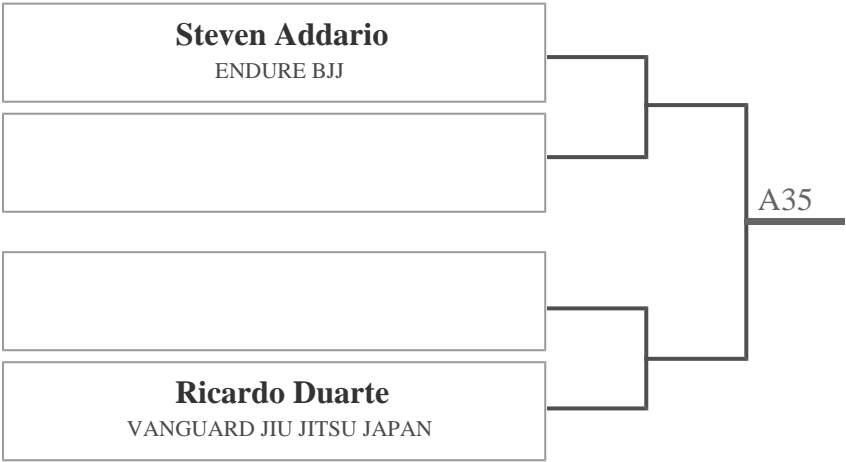 Steven Addario
ENDURE BJJ
A35
Ricardo Duarte
VANGUARD JIU JITSU JAPAN